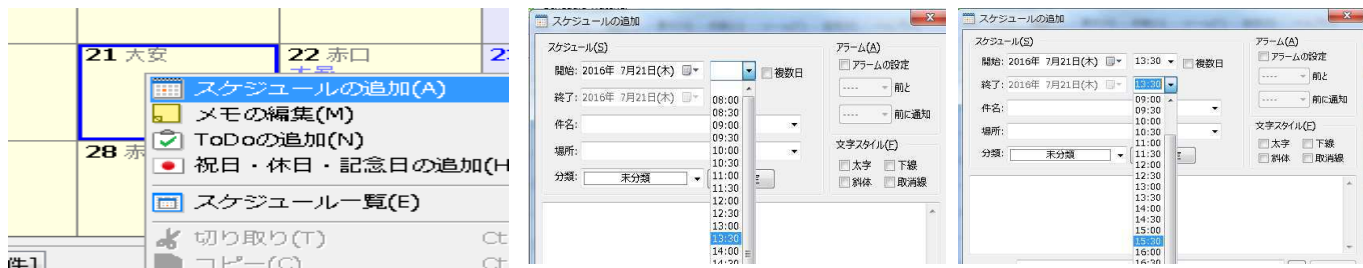 21 大安
22 赤口
大暑
スケジュールの追加(A)
メモの編集(M)
ToDoの追加(N)
28
祝日・休日・記念日の追加(H
スケジュール一覧(E)
切り取り(T)
Ct
コピー(C)
件]
スケジュールの追加
スケジュール(S)
開始: 2016年 7月21日(木)
複数日
終了: 2016年 7月21日(木)
件名:
場所:
分類: 未分類
08:00
08:30
09:00
09:30
10:00
10:30
11:00
11:30
12:00
12:30
13:00
13:30
14:00
14:30
アラーム(A)
アラームの設定
---- 前と
---- 前に通知
文字スタイル(F)
太字 下線
斜体 取消線
スケジュールの追加
スケジュール(S)
開始: 2016年 7月21日(木) 13:30 複数日
終了: 2016年 7月21日(木) 13:30
件名:
場所:
分類: 未分類
09:00
09:30
10:00
10:30
11:00
11:30
12:00
12:30
13:00
13:30
14:00
14:30
15:00
15:30
16:00
16:30
アラーム(A)
アラームの設定
---- 前と
---- 前に通知
文字スタイル(F)
太字 下線
斜体 取消線